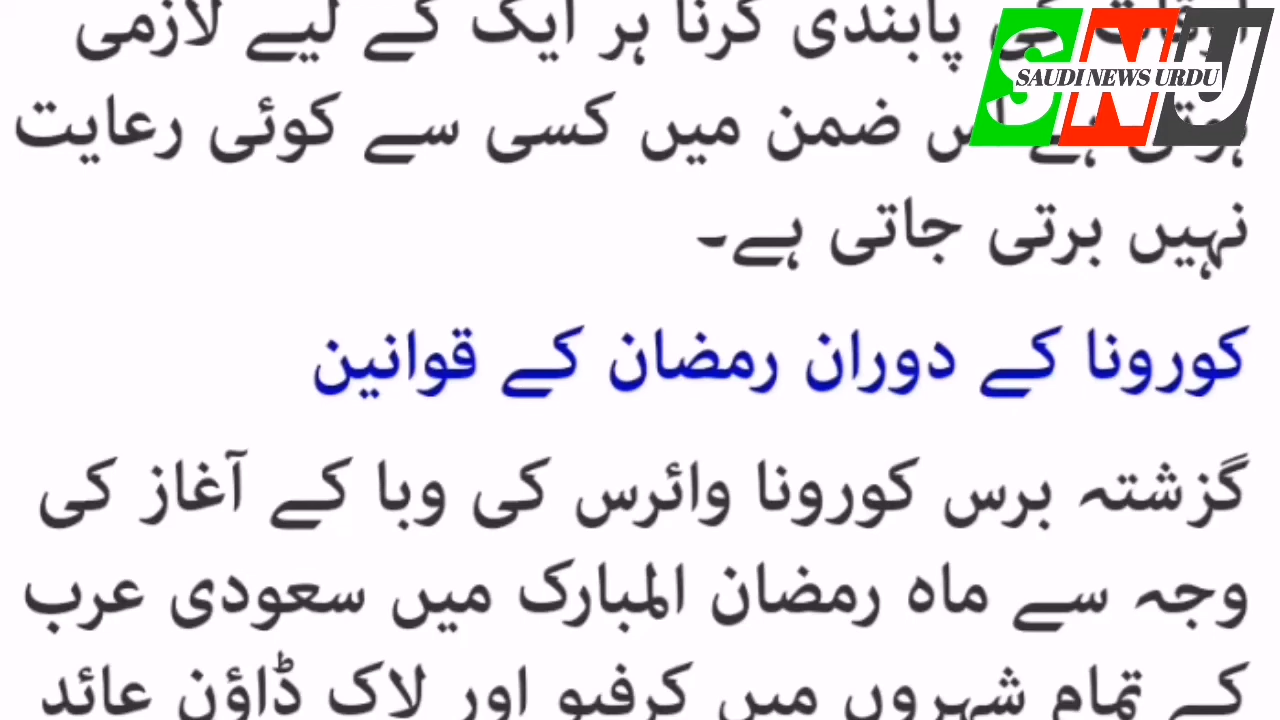 کی پابندی کرنا ہر ایک کے لیے لازمی
SNU
SAUDI NEWS URDU
ضمن میں کسی سے کوئی رعایت
نہیں برتی جاتی ہے۔
کورونا کے دوران رمضان کے قوانین
گزشتہ برس کورونا وائرس کی وبا کے آغاز کی
وجہ سے ماہ رمضان المبارک میں سعودی عرب
کے تمام شہروں میں کرفیو اور لاک ڈاؤن عائد